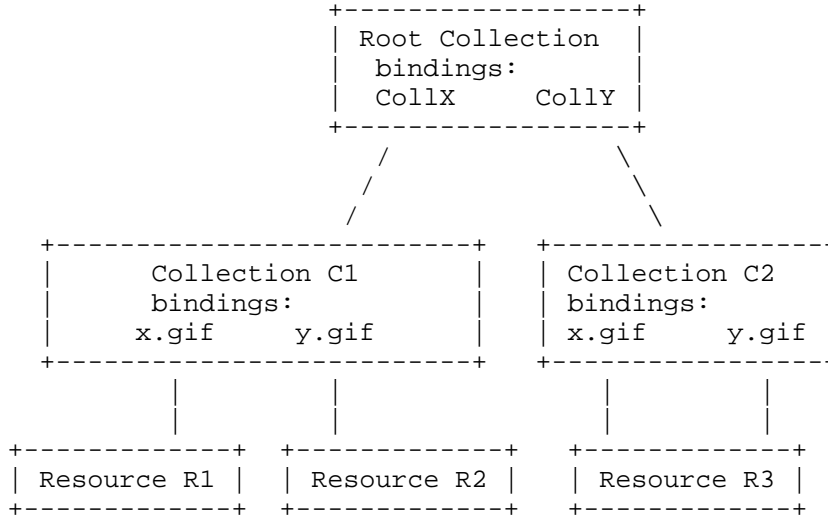 Root Collection
bindings:
CollX CollY
Collection C1
bindings:
x.gif y.gif
Collection C2
bindings:
x.gif y.gif
Resource R1
Resource R2
Resource R3